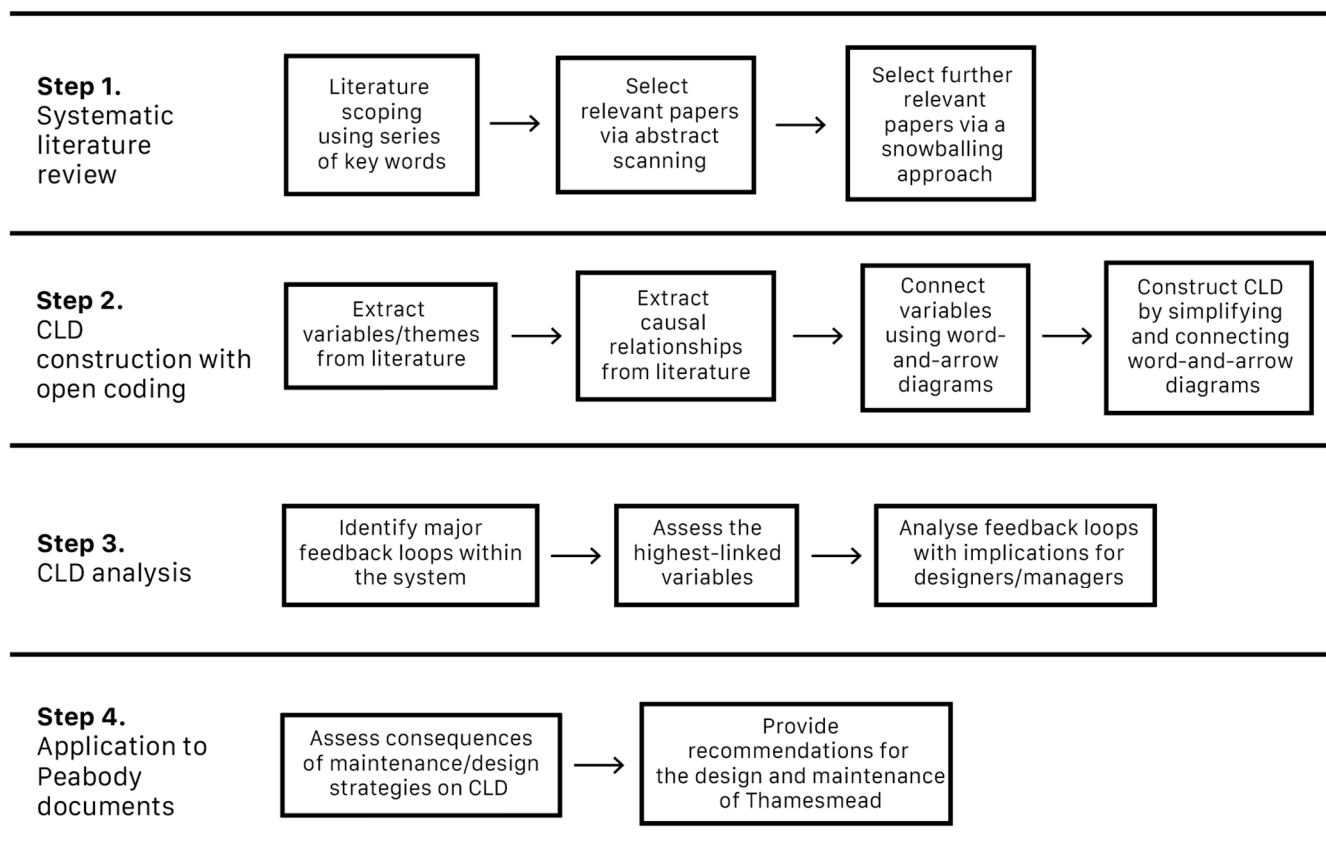 Step 1.
Systematic
literature
review
Literature
scoping
using series
of key words
Select
relevant papers
via abstract
scanning
Select further
relevant
papers via a
snowballing
approach
Step 2.
CLD
construction with
open coding
Extract
variables/themes
from literature
Extract
causal
relationships
from literature
Connect
variables
using word-
and-arrow
diagrams
Construct CLD
by simplifying
and connecting
word-and-arrow
diagrams
Step 3.
CLD analysis
Identify major
feedback loops within
the system
Assess the
highest-linked
variables
Analyse feedback loops
with implications for
designers/managers
Step 4.
Application to
Peabody
documents
Assess consequences
of maintenance/design
strategies on CLD
Provide
recommendations for
the design and maintenance
of Thamesmead